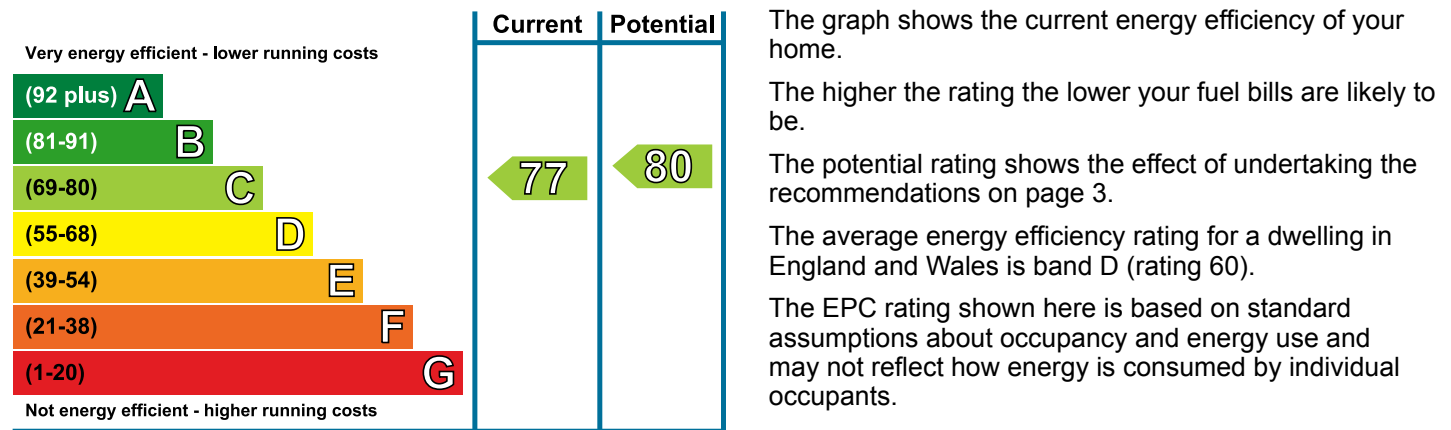 Current Potential
Very energy efficient - lower running costs
(92 plus) A
(81-91) B
(69-80) C
(55-68) D
(39-54) E
(21-38) F
(1-20) G
Not energy efficient - higher running costs
77
80
The graph shows the current energy efficiency of your
home.
The higher the rating the lower your fuel bills are likely to
be.
The potential rating shows the effect of undertaking the
recommendations on page 3.
The average energy efficiency rating for a dwelling in
England and Wales is band D (rating 60).
The EPC rating shown here is based on standard
assumptions about occupancy and energy use and
may not reflect how energy is consumed by individual
occupants.